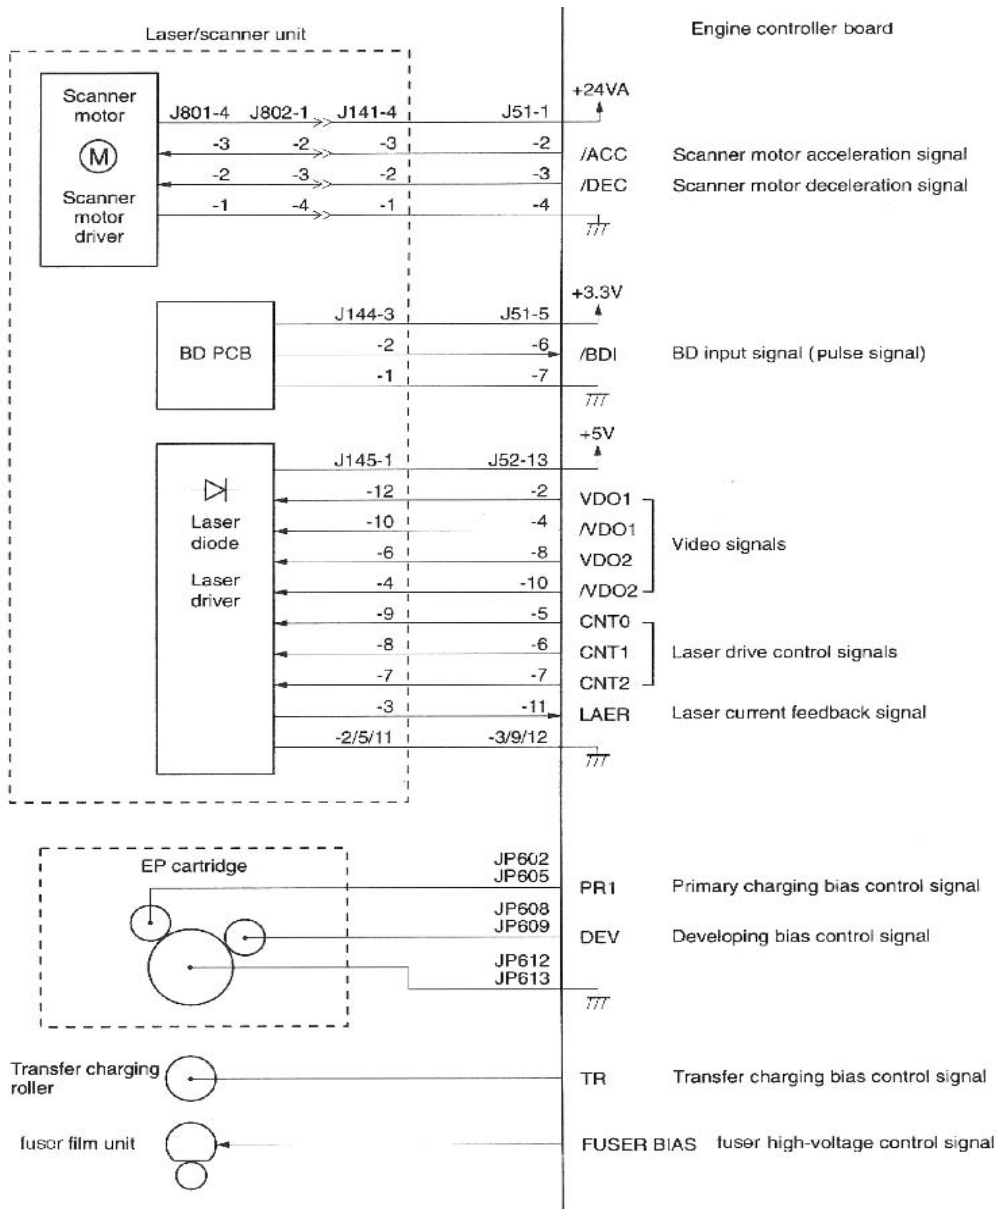 Laser/scanner unit
Engine controller board
Scanner
motor
M
Scanner
motor
driver
J801-4 J802-1 J141-4 J51-1 +24VA
-3 -2 -3 -2 /ACC Scanner motor acceleration signal
-2 -3 -2 -3 /DEC Scanner motor deceleration signal
-1 -4 -1 -4
+3.3V
BD PCB
J144-3 J51-5
-2 -6 /BDI BD input signal (pulse signal)
-1 -7
+5V
Laser
diode
Laser
driver
J145-1 J52-13
-12 -2 VDO1
-10 -4 /VDO1
-6 -8 VDO2
-4 -10 /VDO2
Video signals
-9 -5 CNT0
-8 -6 CNT1
-7 -7 CNT2
Laser drive control signals
-3 -11 LAER Laser current feedback signal
-2/5/11 -3/9/12
EP cartridge
JP602
JP605
PR1 Primary charging bias control signal
JP608
JP609
DEV Developing bias control signal
JP612
JP613
Transfer charging
roller
TR Transfer charging bias control signal
fuser film unit
FUSER BIAS fuser high-voltage control signal